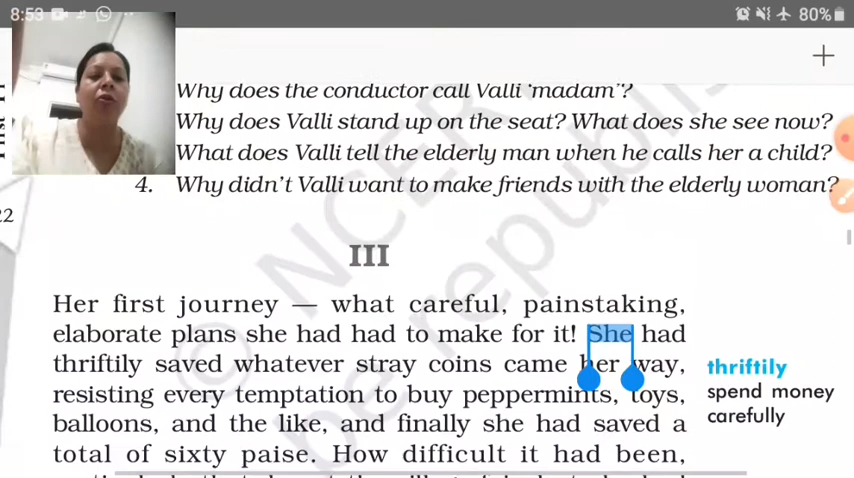 8:53
80%
Why does the conductor call Valli 'madam'?
Why does Valli stand up on the seat? What does she see now?
What does Valli tell the elderly man when he calls her a child?
4. Why didn't Valli want to make friends with the elderly woman?
22
III
Her first journey — what careful, painstaking,
elaborate plans she had had to make for it! She had
thriftily saved whatever stray coins came her way,
thriftily
resisting every temptation to buy peppermints, toys,
spend money
balloons, and the like, and finally she had saved a
carefully
total of sixty paise. How difficult it had been,
© NCERT
be republis